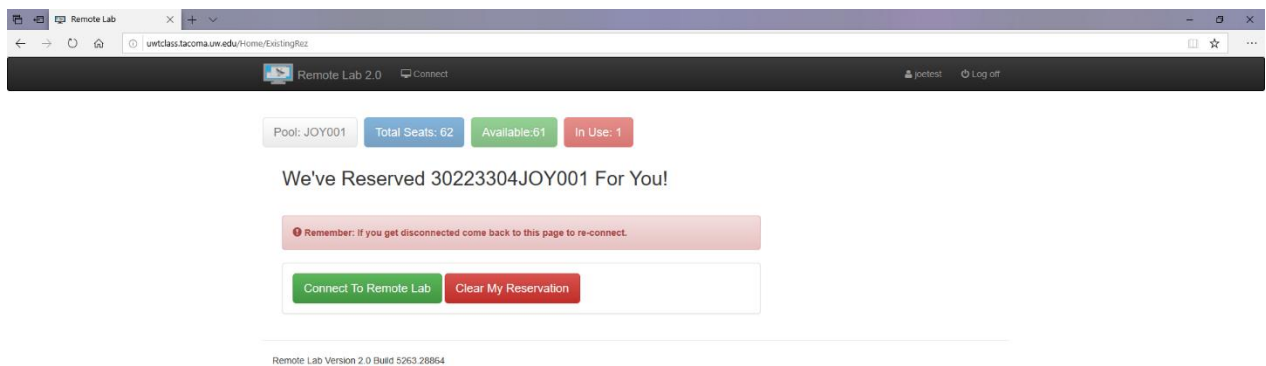 Remote Lab
uwtclass.tacoma.uw.edu/Home/ExistingRez
Remote Lab 2.0 Connect joetest Log off
Pool: JOY001 Total Seats: 62 Available:61 In Use: 1
We've Reserved 30223304JOY001 For You!
Remember: If you get disconnected come back to this page to re-connect.
Connect To Remote Lab Clear My Reservation
Remote Lab Version 2.0 Build 5263.28864